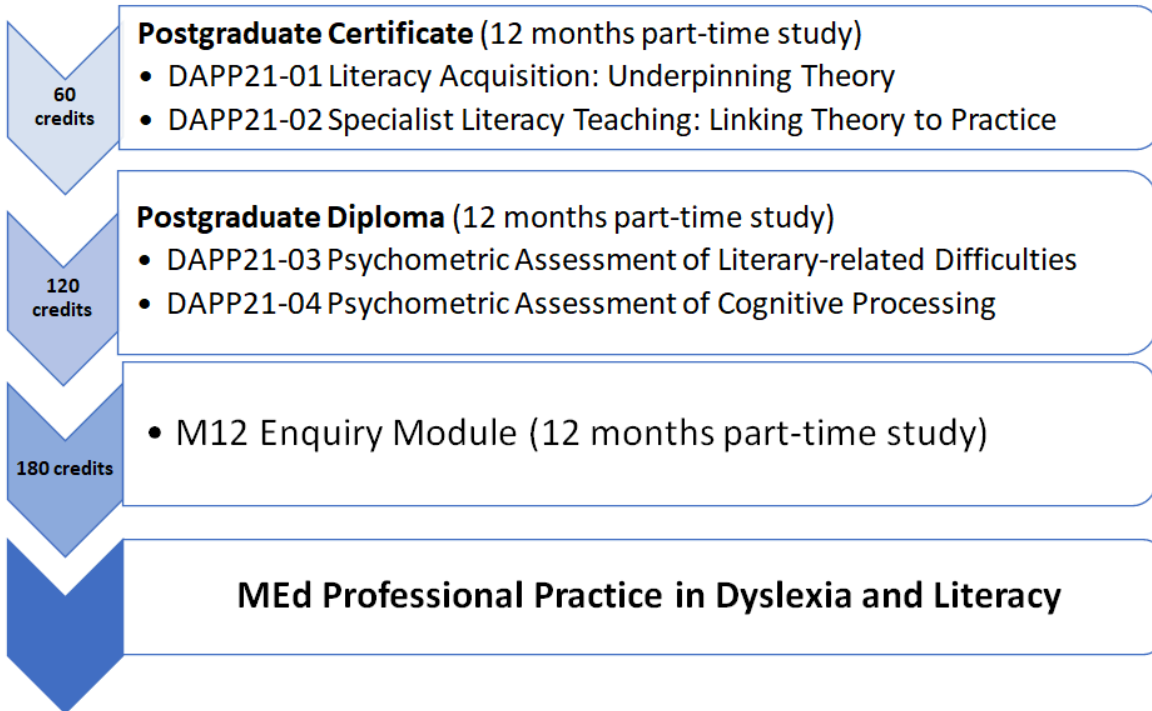 Postgraduate Certificate (12 months part-time study)
• DAPP21-01 Literacy Acquisition: Underpinning Theory
• DAPP21-02 Specialist Literacy Teaching: Linking Theory to Practice
60
credits
Postgraduate Diploma (12 months part-time study)
• DAPP21-03 Psychometric Assessment of Literary-related Difficulties
• DAPP21-04 Psychometric Assessment of Cognitive Processing
120
credits
• M12 Enquiry Module (12 months part-time study)
180 credits
MEd Professional Practice in Dyslexia and Literacy